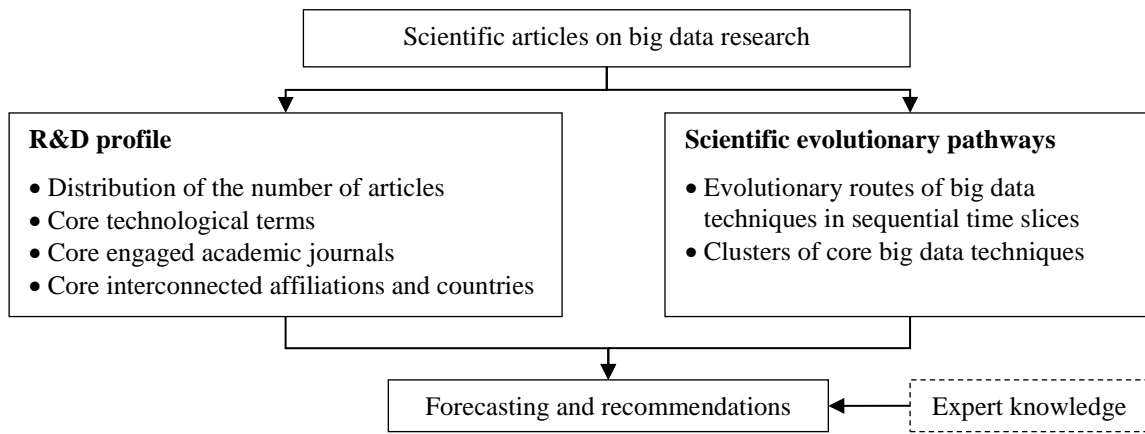 Scientific articles on big data research
R&D profile
• Distribution of the number of articles
• Core technological terms
• Core engaged academic journals
• Core interconnected affiliations and countries
Scientific evolutionary pathways
• Evolutionary routes of big data
techniques in sequential time slices
• Clusters of core big data techniques
Forecasting and recommendations
Expert knowledge